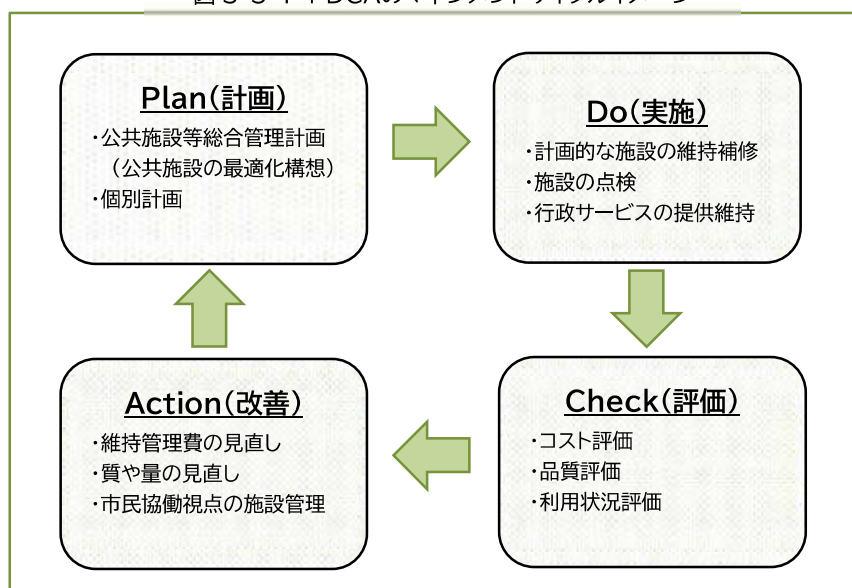 Plan(計画)
・公共施設等総合管理計画
(公共施設の最適化構想)
・個別計画
Do(実施)
・計画的な施設の維持補修
・施設の点検
・行政サービスの提供維持
Check(評価)
・コスト評価
・品質評価
・利用状況評価
Action(改善)
・維持管理費の見直し
・質や量の見直し
・市民協働視点の施設管理